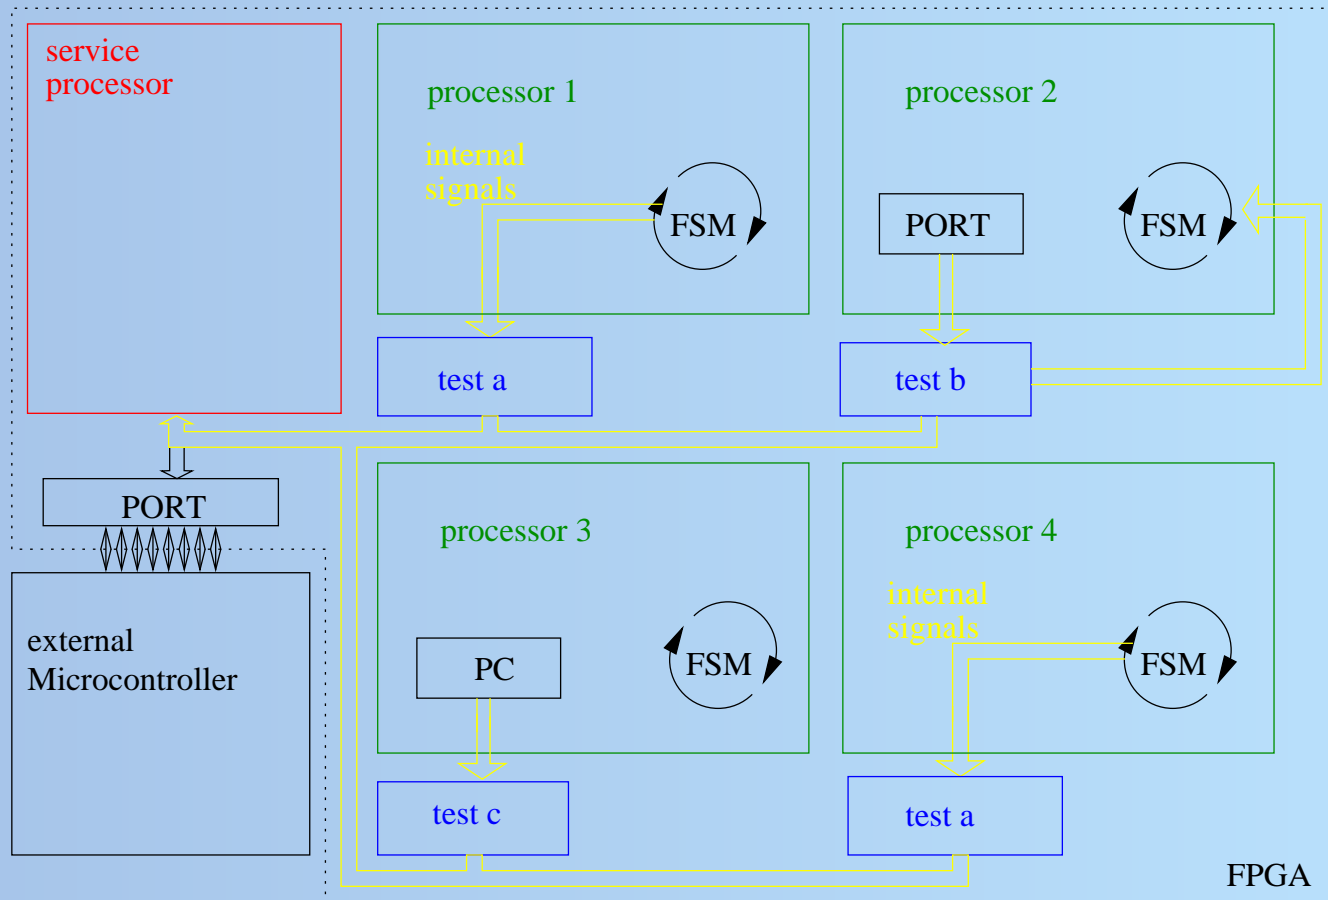 service
processor
processor 1
internal
signals
FSM
test a
processor 2
PORT
FSM
test b
PORT
external
Microcontroller
processor 3
PC
FSM
test c
processor 4
internal
signals
FSM
test a
FPGA